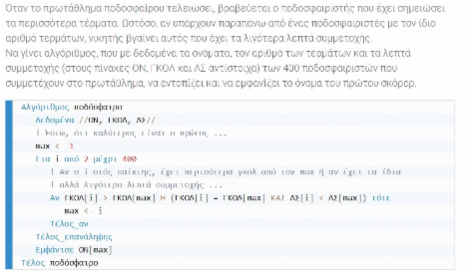 Όταν το πρωτάθλημα ποδοσφαίρου τελειώσει, βραβεύεται ο ποδοσφαιριστής που έχει σημειώσει
τα περισσότερα τέρματα. Ωστόσο, αν υπάρχουν παραπάνω από ένας ποδοσφαιριστές με τον ίδιο
αριθμό τερμάτων, νικητής βγαίνει αυτός που έχει τα λιγότερα λεπτά συμμετοχής.
Να γίνει αλγόριθμος, που με δεδομένα τα ονόματα, τον αριθμό των τερμάτων και τα λεπτά
συμμετοχής (στους πίνακες ΟΝ, ΓΚΟΛ και ΛΣ αντίστοιχα) των 400 ποδοσφαιριστών που
συμμετέχουν στο πρωτάθλημα, να εντοπίζει και να εμφανίζει το όνομα του πρώτου σκόρερ.
Αλγόριθμος ποδόσφαιρο
Δεδομένα //ΟΝ, ΓΚΟΛ, ΛΣ//
! Έστω, ότι καλύτερος είναι ο πρώτος ...
max <- 1
Για i από 2 μέχρι 400
! Αν ο i-οστός παίκτης, έχει περισσότερα γκολ από τον max ή αν έχει τα ίδια
! αλλά λιγότερα λεπτά συμμετοχής ...
Αν ΓΚΟΛ[i] > ΓΚΟΛ[max] Η (ΓΚΟΛ[i] = ΓΚΟΛ[max] ΚΑΙ ΛΣ[i] < ΛΣ[max]) τότε
max <- i
Τέλος_αν
Τέλος_επανάληψης
Εμφάνισε ΟΝ[max]
Τέλος ποδόσφαιρο